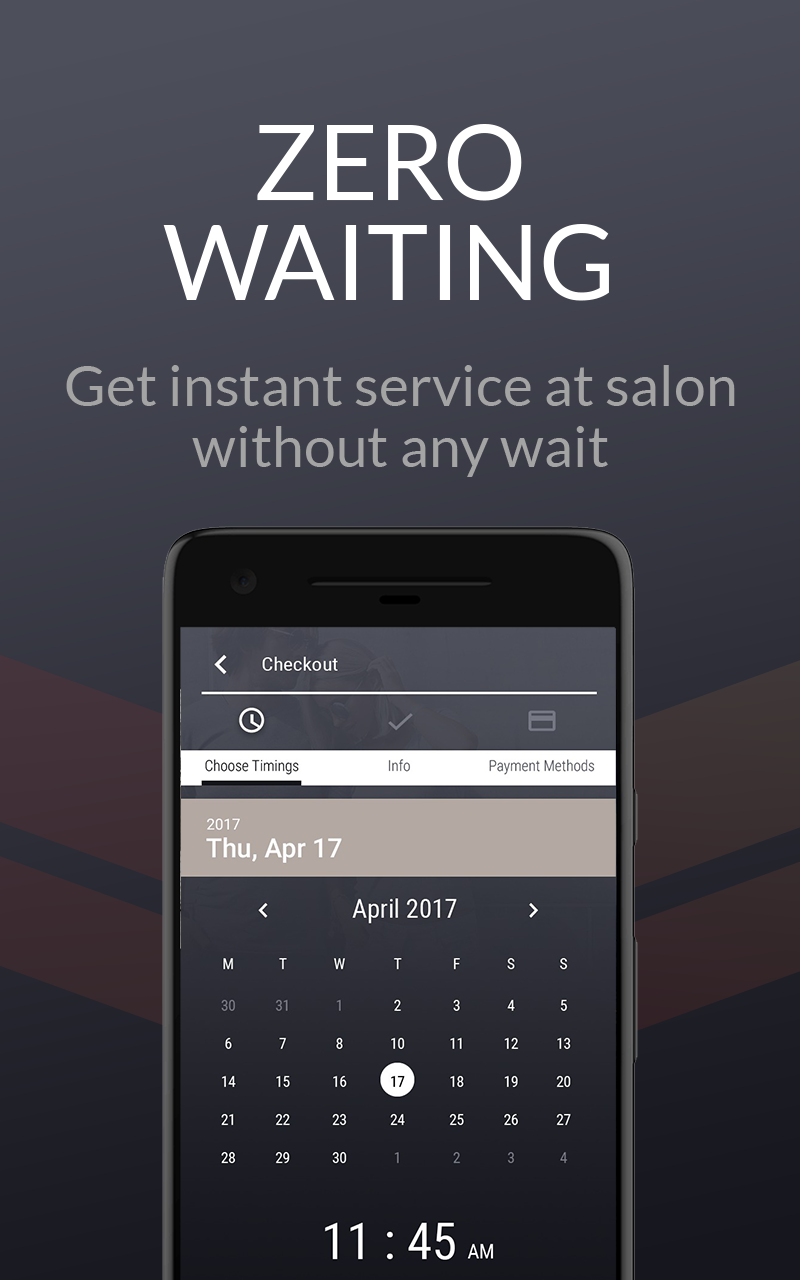 ZERO
WAITING
Get instant service at salon
without any wait
Checkout
Choose Timings Info Payment Methods
2017
Thu, Apr 17
April 2017
M T W T F S S
30 31 1 2 3 4 5
6 7 8 10 11 12 13
14 15 16 17 18 19 20
21 22 23 24 25 26 27
28 29 30 1 2 3 4
11 : 45 AM